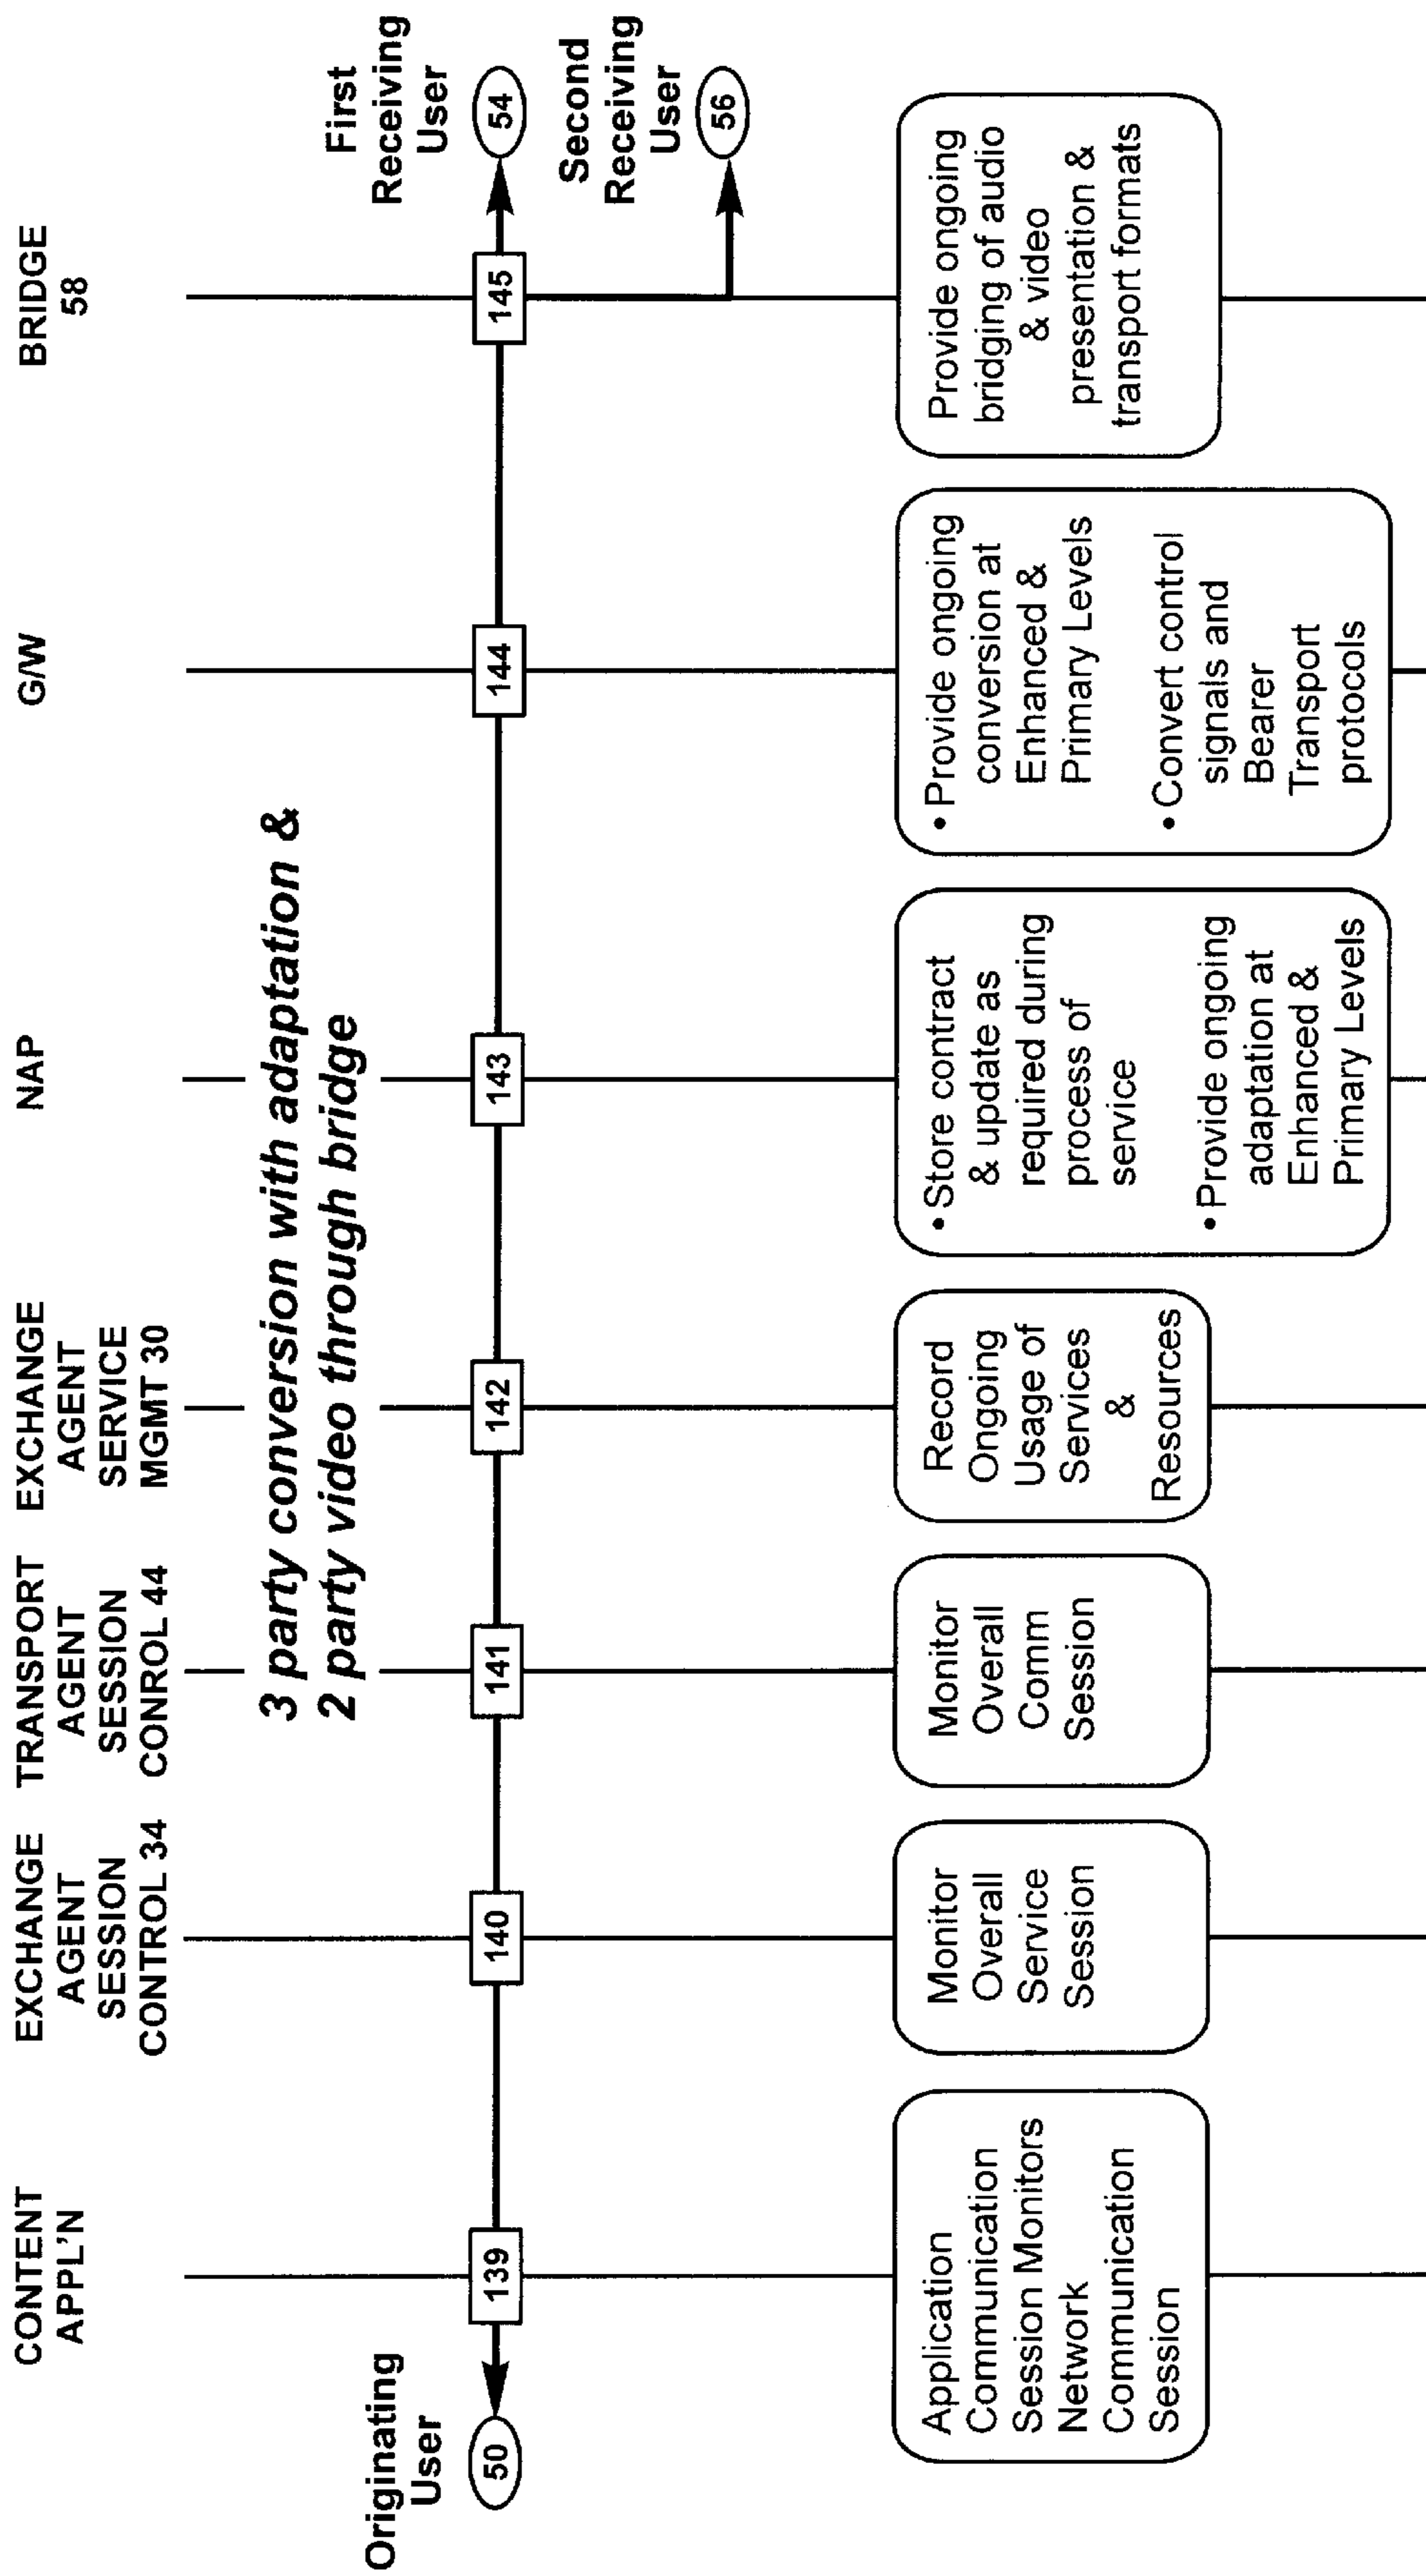 CONTENT
APPL'N
EXCHANGE
AGENT
SESSION
CONTROL 34
TRANSPORT
AGENT
SESSION
CONROL 44
EXCHANGE
AGENT
SERVICE
MGMT 30
NAP
G/W
BRIDGE
58
3 party conversion with adaptation &
2 party video through bridge
Originating
User
50
139
140
141
142
143
144
145
First
Receiving
User
54
Second
Receiving
User
56
Application
Communication
Session Monitors
Network
Communication
Session
Monitor
Overall
Service
Session
Monitor
Overall
Comm
Session
Record
Ongoing
Usage of
Services
&
Resources
• Store contract
& update as
required during
process of
service
• Provide ongoing
adaptation at
Enhanced &
Primary Levels
• Provide ongoing
conversion at
Enhanced &
Primary Levels
• Convert control
signals and
Bearer
Transport
protocols
Provide ongoing
bridging of audio
& video
presentation &
transport formats